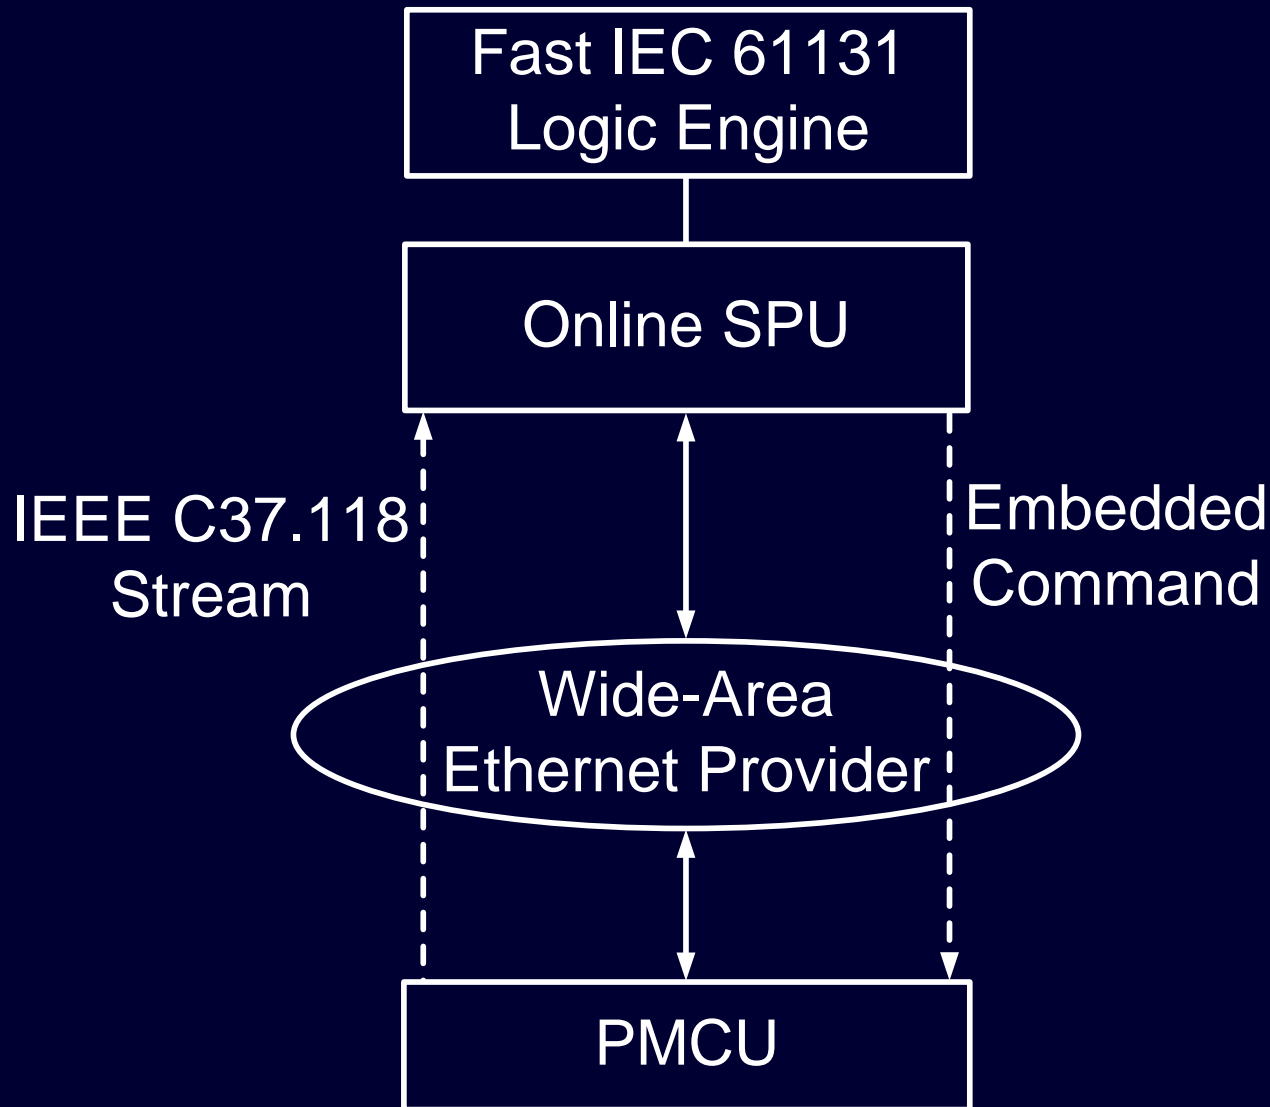 Fast IEC 61131
Logic Engine
Online SPU
IEEE C37.118
Stream
Embedded
Command
Wide-Area
Ethernet Provider
PMCU